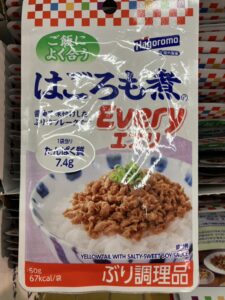 ご飯に
よく合う
Hagoromo
はごろも煮の
Every
エブリ
1袋当り
たんぱく質
7.4g
YELLOWTAIL WITH SALTY-SWEET SOY SAUCE
50g
67kcal/袋
ぶり調理品